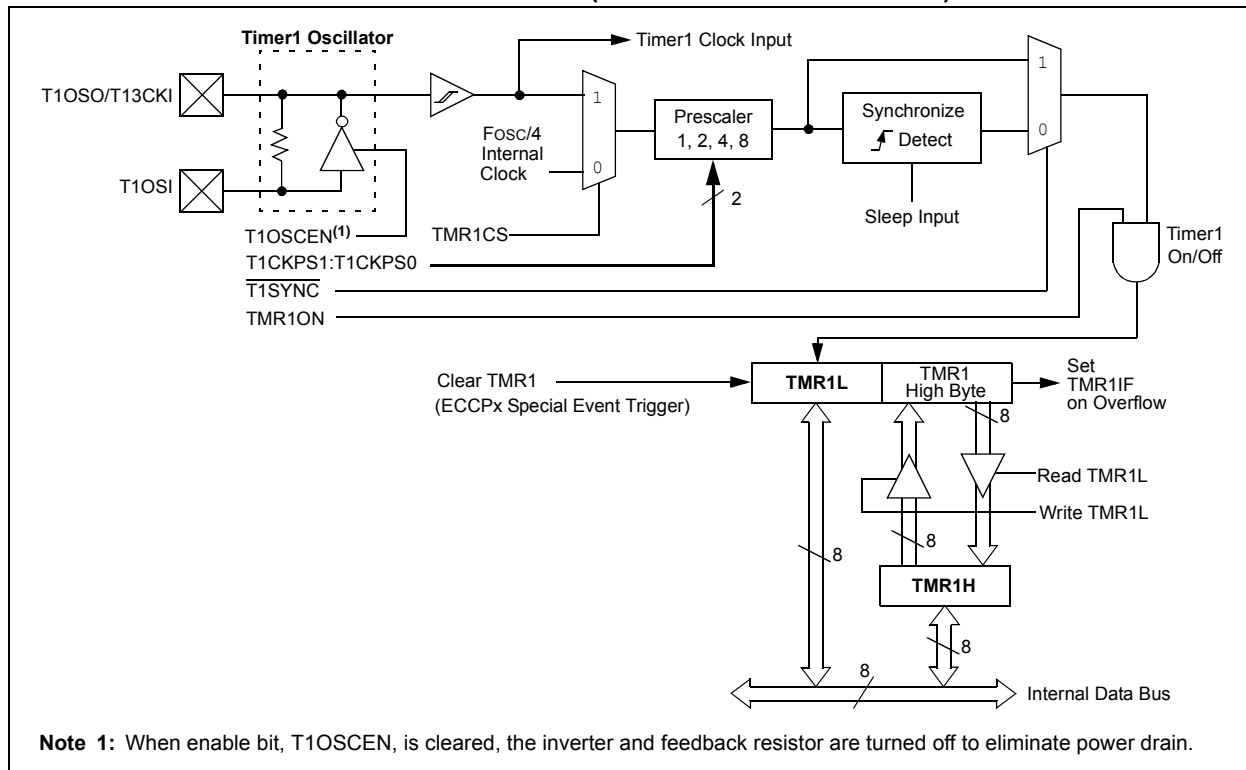 Timer1 Oscillator
Timer1 Clock Input
T1OSO/T13CKI
1
1
FOSC/4
Internal
Clock
0
Prescaler
1, 2, 4, 8
Synchronize
Detect
0
T1OSI
2
Sleep Input
T1OSCEN(1)
TMR1CS
T1CKPS1:T1CKPS0
T1SYNC
TMR1ON
Timer1
On/Off
Clear TMR1
(ECCPx Special Event Trigger)
TMR1L
TMR1
High Byte
Set
TMR1IF
on Overflow
8
Read TMR1L
Write TMR1L
8
8
TMR1H
8
8
Internal Data Bus
Note 1: When enable bit, T1OSCEN, is cleared, the inverter and feedback resistor are turned off to eliminate power drain.